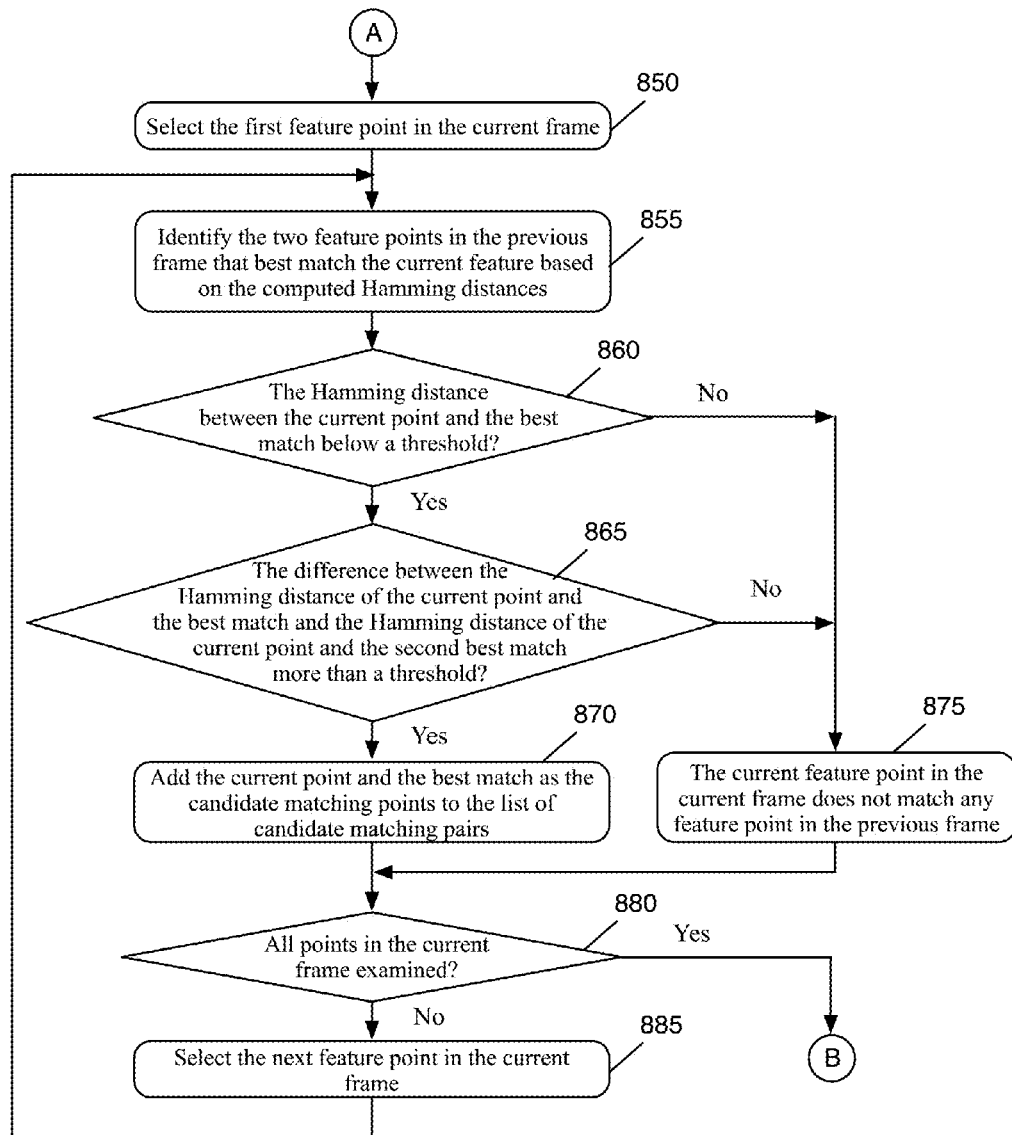 A
850
Select the first feature point in the current frame
855
Identify the two feature points in the previous
frame that best match the current feature based
on the computed Hamming distances
860
The Hamming distance
between the current point and the best
match below a threshold?
No
Yes
865
The difference between the
Hamming distance of the current point and
the best match and the Hamming distance of the
current point and the second best match
more than a threshold?
No
Yes
870
Add the current point and the best match as the
candidate matching points to the list of
candidate matching pairs
875
The current feature point in the
current frame does not match any
feature point in the previous frame
880
All points in the current
frame examined?
Yes
No
885
Select the next feature point in the current
frame
B